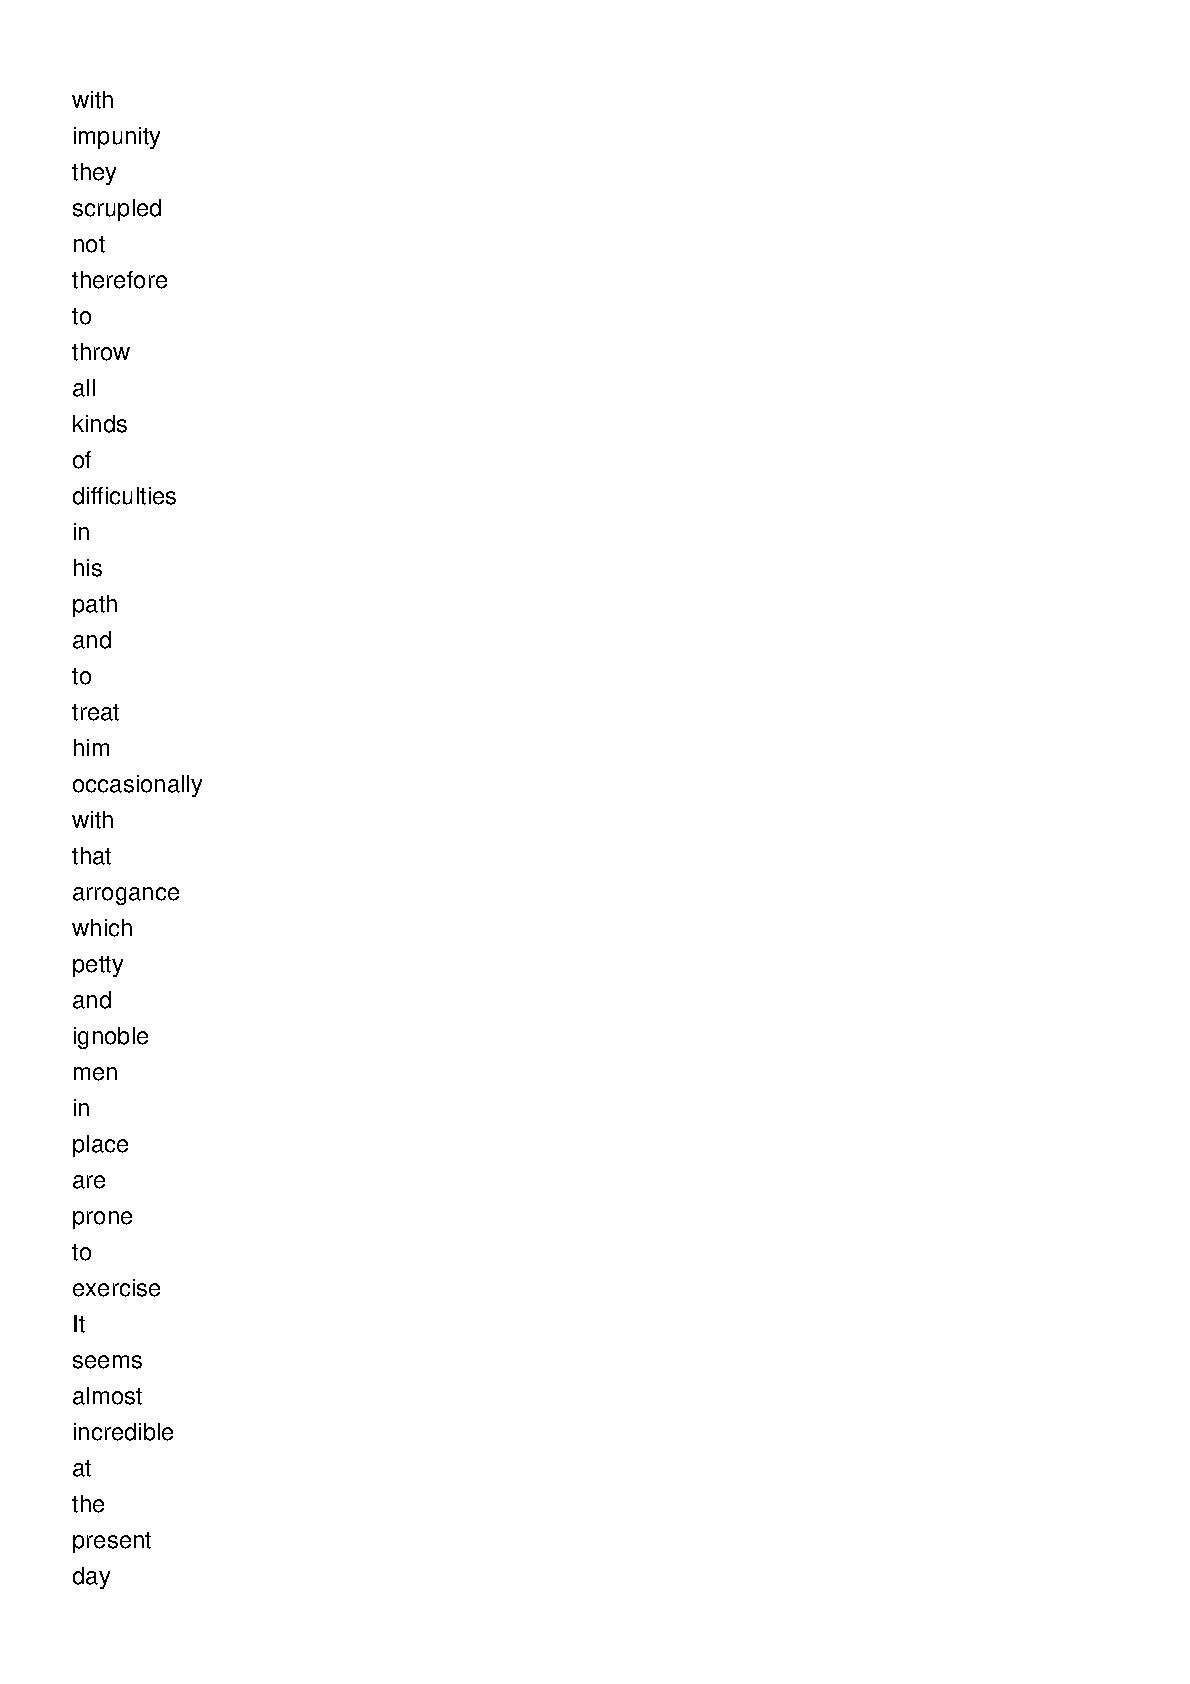 with
impunity
they
scrupled
not
therefore
to
throw
all
kinds
of
difficulties
in
his
path
and
to
treat
him
occasionally
with
that
arrogance
which
petty
and
ignoble
men
in
place
are
prone
to
exercise
It
seems
almost
incredible
at
the
present
day